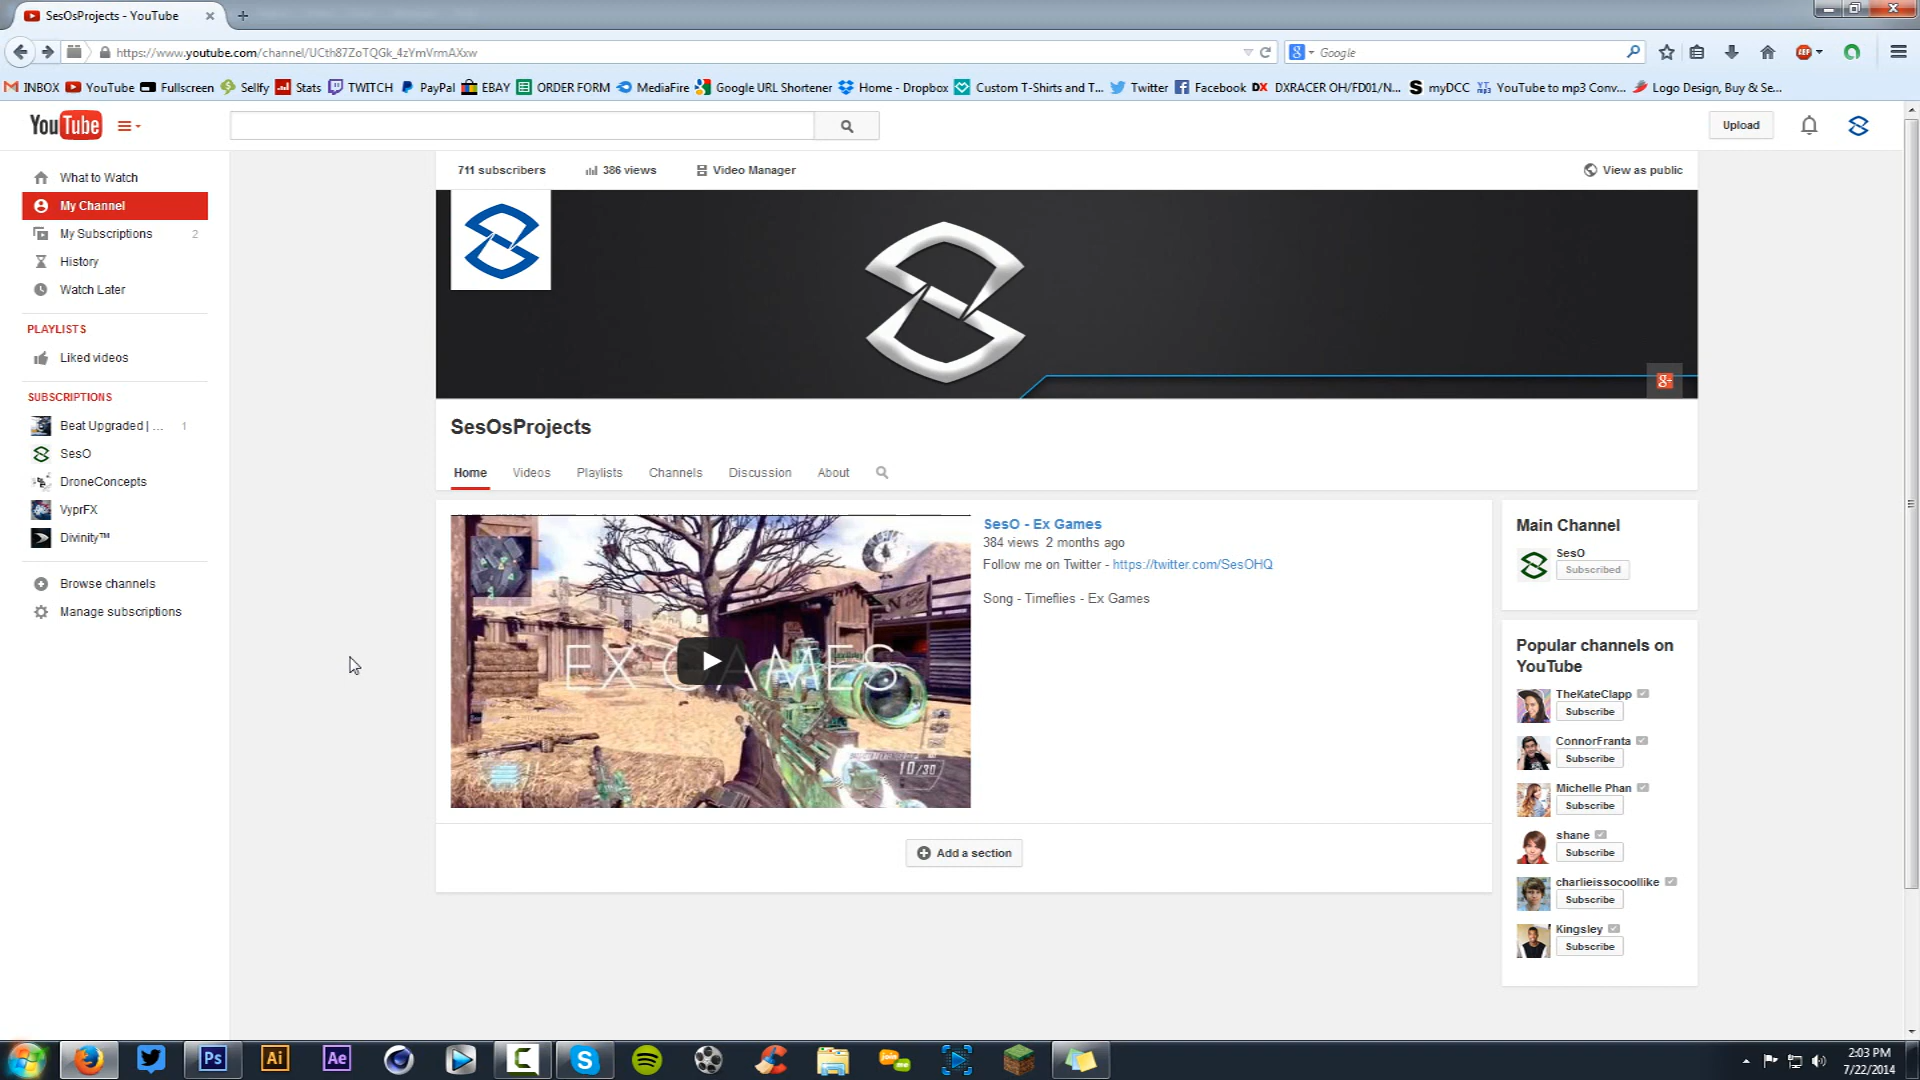 SesOsProjects - YouTube
https://www.youtube.com/channel/UCth87ZoTQGk_4zYmVrmAXxw
Google
INBOX YouTube Fullscreen Sellfy Stats TWITCH PayPal EBAY ORDER FORM MediaFire Google URL Shortener Home - Dropbox Custom T-Shirts and T... Twitter Facebook DXRACER OH/FD01/N... myDCC YouTube to mp3 Conv... Logo Design, Buy & Se...
YouTube
Upload
What to Watch
My Channel
My Subscriptions 2
History
Watch Later
PLAYLISTS
Liked videos
SUBSCRIPTIONS
Beat Upgraded | ... 1
SesO
DroneConcepts
VyprFX
Divinity™
Browse channels
Manage subscriptions
711 subscribers 386 views Video Manager View as public
SesOsProjects
Home Videos Playlists Channels Discussion About
EX GAMES
10/30
SesO - Ex Games
384 views 2 months ago
Follow me on Twitter - https://twitter.com/SesOHQ
Song - Timeflies - Ex Games
Add a section
Main Channel
SesO
Subscribed
Popular channels on
YouTube
TheKateClapp
Subscribe
ConnorFranta
Subscribe
Michelle Phan
Subscribe
shane
Subscribe
charlieissocoollike
Subscribe
Kingsley
Subscribe
Ps Ai Ae
2:03 PM
7/22/2014